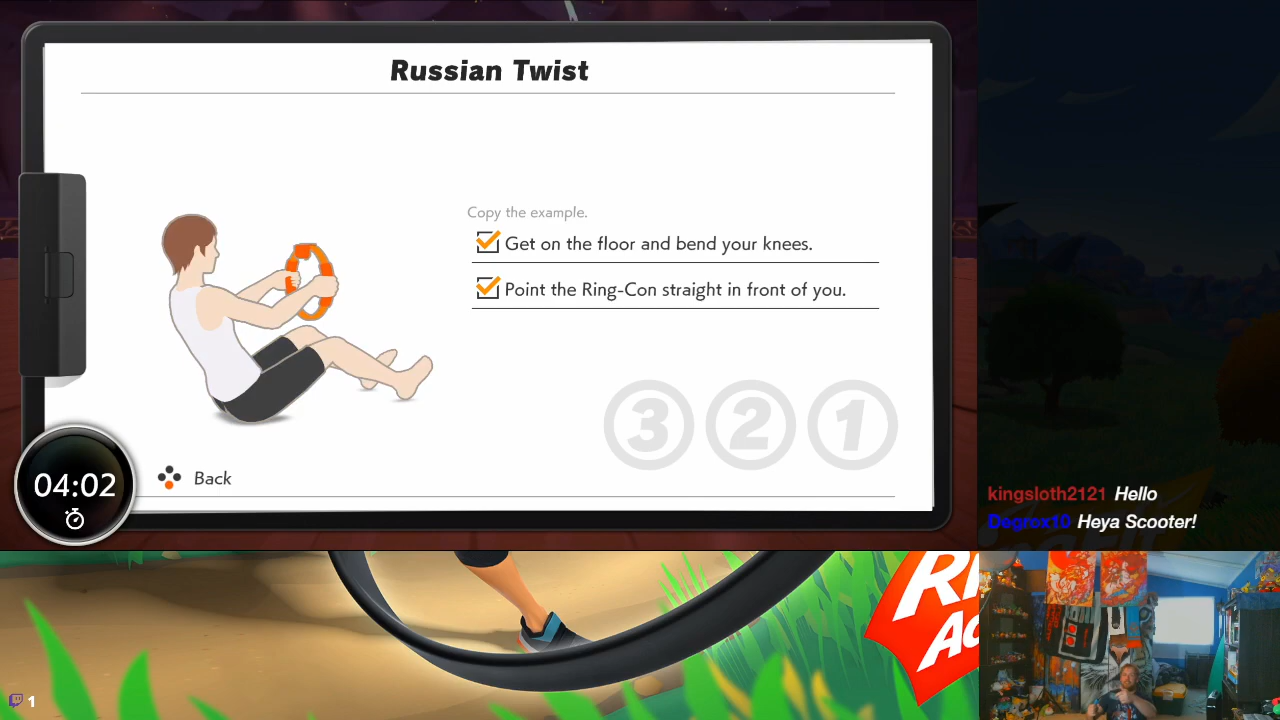 Russian Twist
Copy the example.
Get on the floor and bend your knees.
Point the Ring-Con straight in front of you.
3 2 1
Back
04:02
kingsloth2121 Hello
Degrox10 Heya Scooter!
1